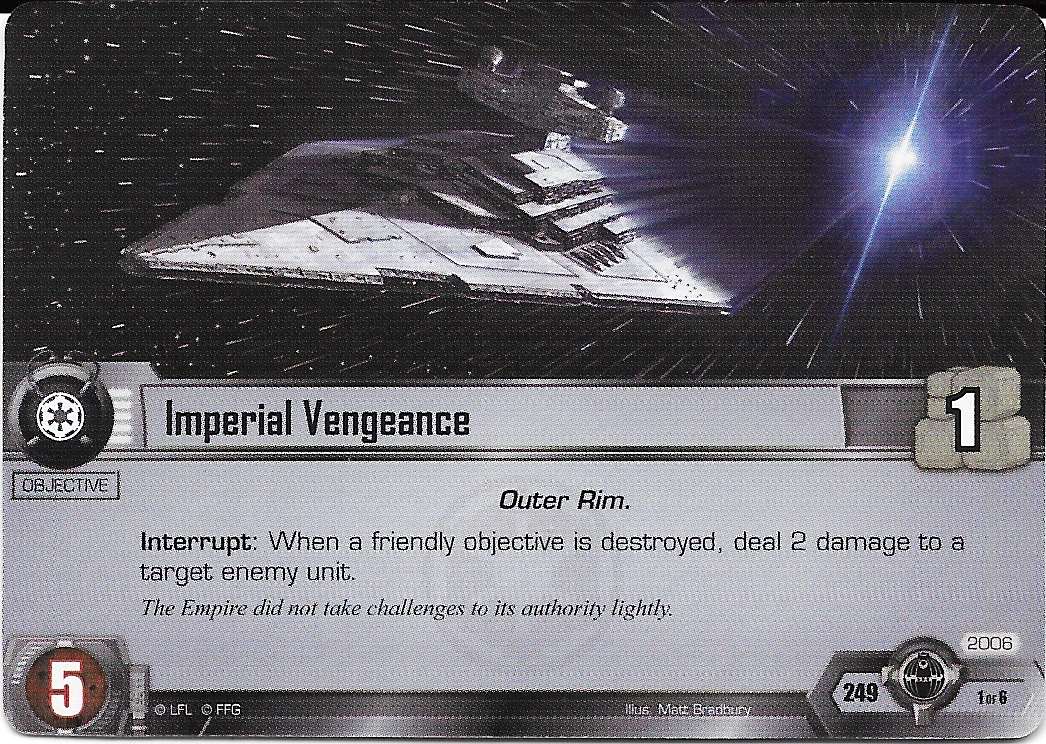 Imperial Vengeance
1
OBJECTIVE
Outer Rim.
Interrupt: When a friendly objective is destroyed, deal 2 damage to a
target enemy unit.
The Empire did not take challenges to its authority lightly.
5
© LFL © FFG
Illus. Matt Bradbury
2006
249
1 OF 6